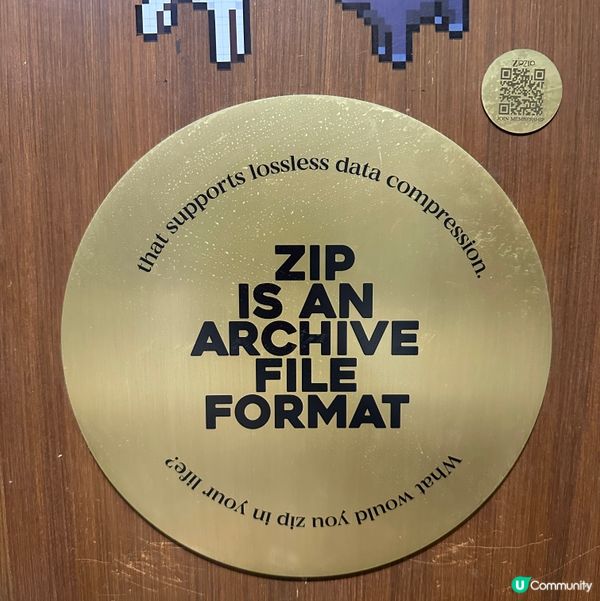 ZIPZIP
JOIN MEMBERSHIP
that supports lossless data compression.
ZIP
IS AN
ARCHIVE
FILE
FORMAT
What would you zip in your life?
U Community